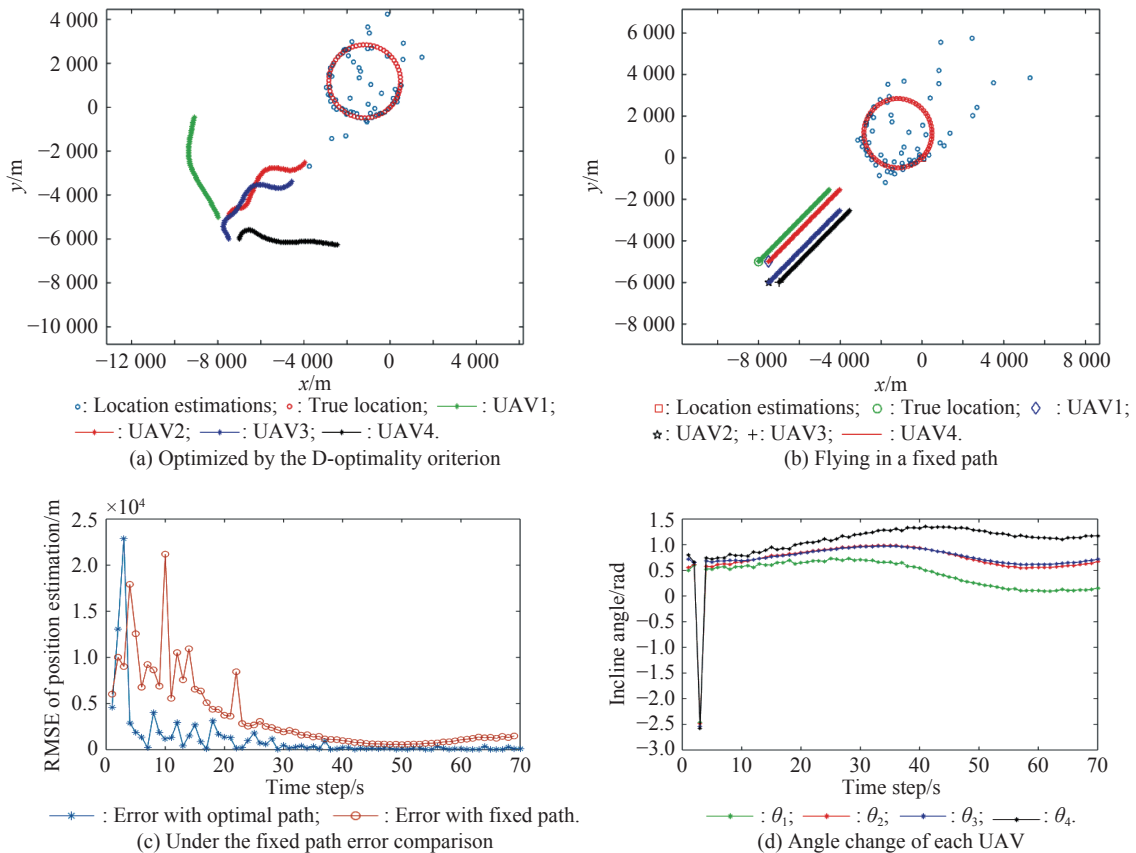 4 000
2 000
0
−2 000
−4 000
−6 000
−8 000
−10 000
y/m
−12 000 −8 000 −4 000 0 4 000
x/m
: Location estimations; : True location; : UAV1;
: UAV2; : UAV3; : UAV4.
(a) Optimized by the D-optimality oriterion
6 000
4 000
2 000
0
−2 000
−4 000
−6 000
−8 000
y/m
−8 000 −4 000 0 4 000 8 000
x/m
: Location estimations; : True location; : UAV1;
: UAV2; +: UAV3; : UAV4.
(b) Flying in a fixed path
×10⁴
2.5
2.0
1.5
1.0
0.5
0
RMSE of position estimation/m
0 10 20 30 40 50 60 70
Time step/s
: Error with optimal path; : Error with fixed path.
(c) Under the fixed path error comparison
1.5
1.0
0.5
0
−0.5
−1.0
−1.5
−2.0
−2.5
−3.0
Incline angle/rad
0 10 20 30 40 50 60 70
Time step/s
: θ₁; : θ₂; : θ₃; : θ₄.
(d) Angle change of each UAV